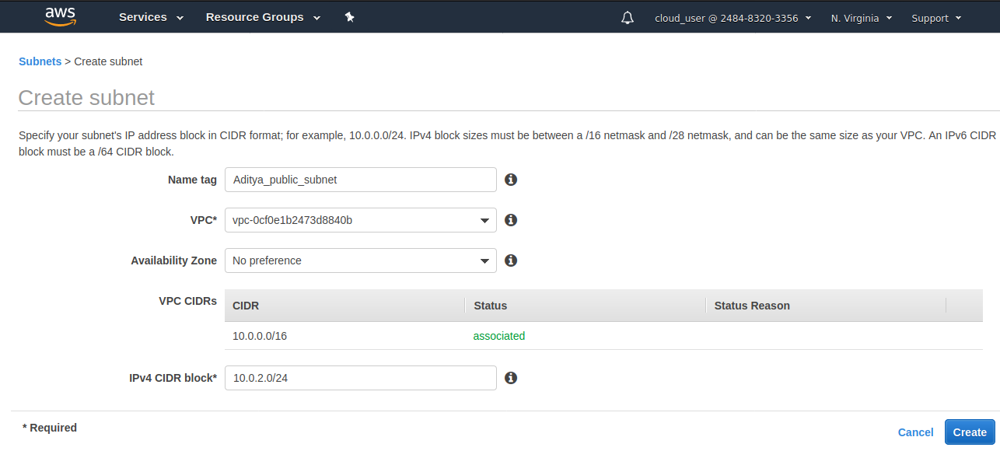 aws Services Resource Groups cloud_user @ 2484-8320-3356 N. Virginia Support
Subnets > Create subnet
Create subnet
Specify your subnet's IP address block in CIDR format; for example, 10.0.0.0/24. IPv4 block sizes must be between a /16 netmask and /28 netmask, and can be the same size as your VPC. An IPv6 CIDR
block must be a /64 CIDR block.
Name tag Aditya_public_subnet
VPC* vpc-0cf0e1b2473d8840b
Availability Zone No preference
VPC CIDRs CIDR Status Status Reason
10.0.0.0/16 associated
IPv4 CIDR block* 10.0.2.0/24
* Required
Cancel Create